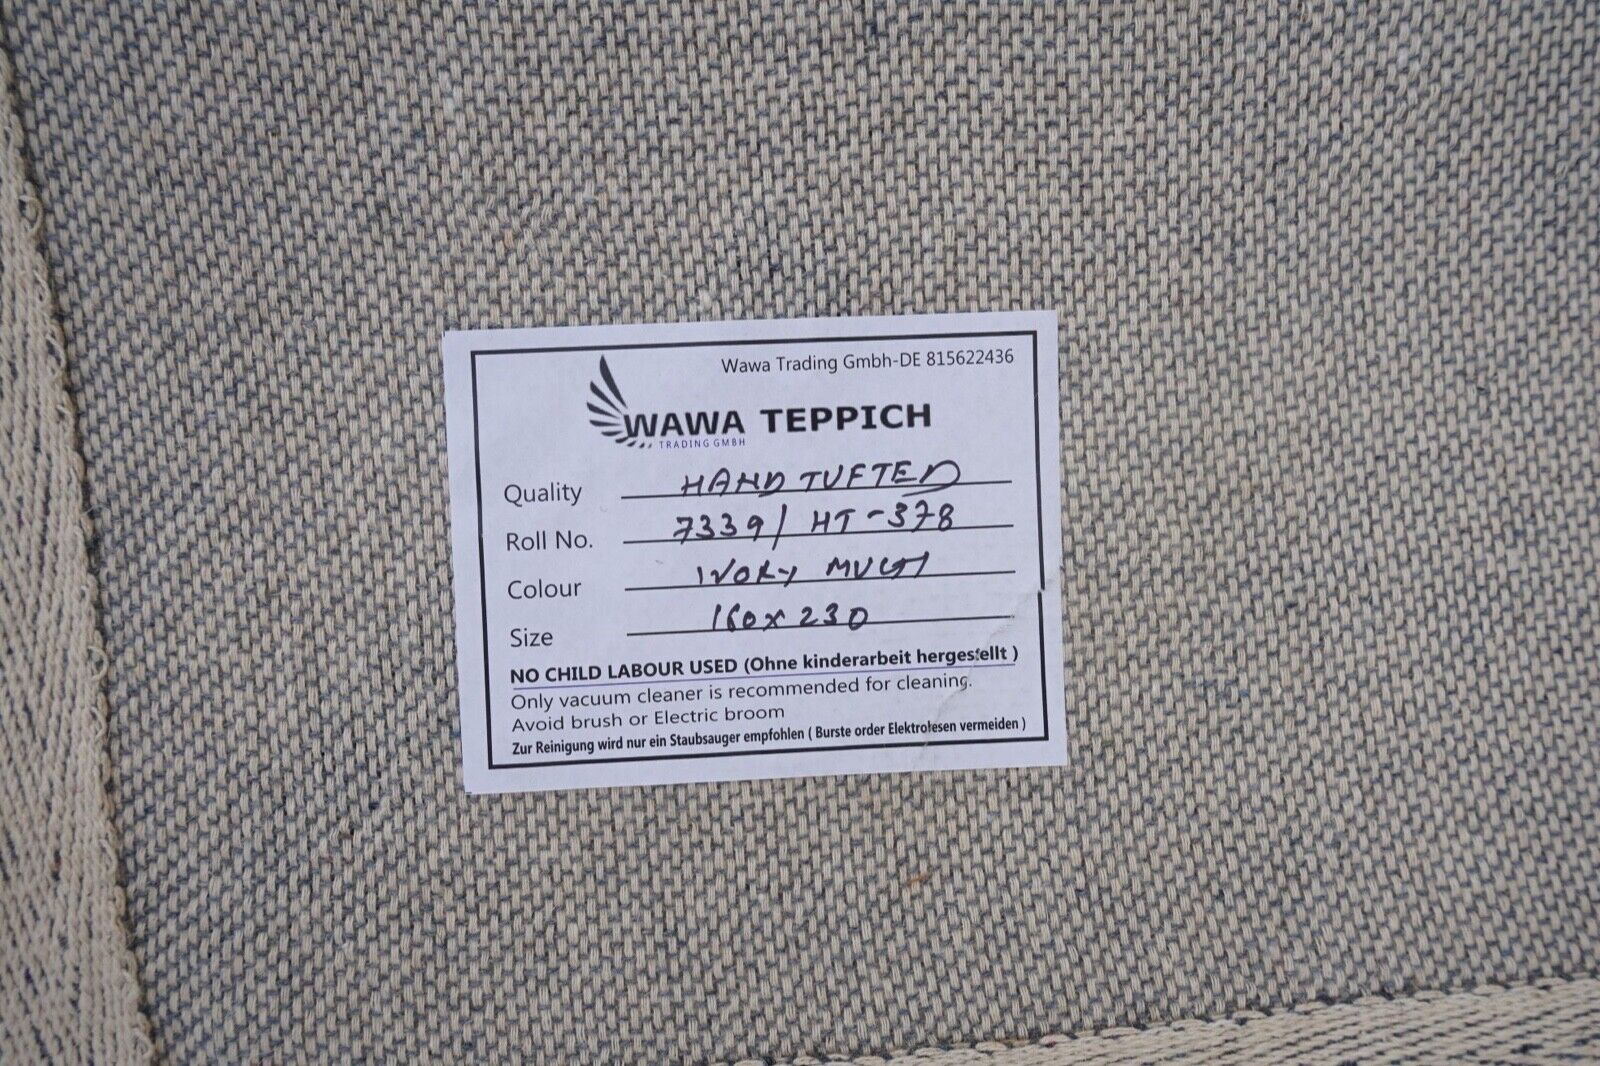 Wawa Trading Gmbh-DE 815622436
WAWA TEPPICH
TRADING GMBH
Quality HAND TUFTED
Roll No. 7339/ HT-378
Colour IVORY MULTI
Size 160x230
NO CHILD LABOUR USED (Ohne kinderarbeit hergestellt )
Only vacuum cleaner is recommended for cleaning.
Avoid brush or Electric broom
Zur Reinigung wird nur ein Staubsauger empfohlen ( Burste order Elektrolesen vermeiden )